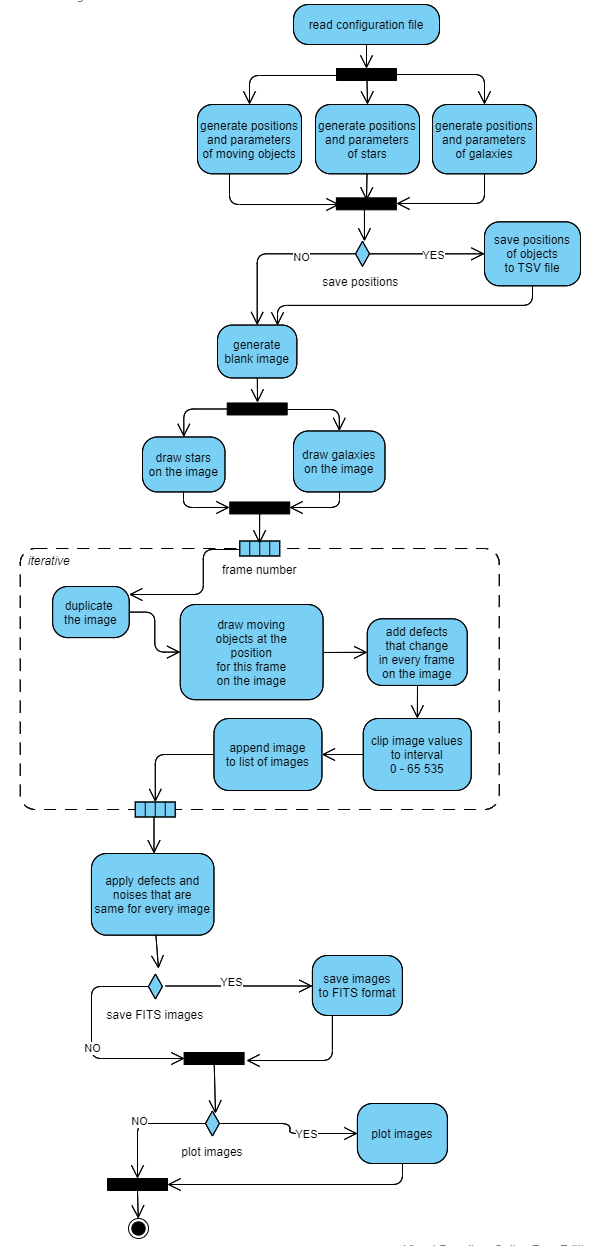 read configuration file
generate positions
and parameters
of moving objects
generate positions
and parameters
of stars
generate positions
and parameters
of galaxies
NO
YES
save positions
of objects
to TSV file
save positions
generate
blank image
draw stars
on the image
draw galaxies
on the image
iterative
frame number
duplicate
the image
draw moving
objects at the
position
for this frame
on the image
add defects
that change
in every frame
on the image
append image
to list of images
clip image values
to interval
0 - 65 535
apply defects and
noises that are
same for every image
YES
save images
to FITS format
save FITS images
NO
NO
YES
plot images
plot images